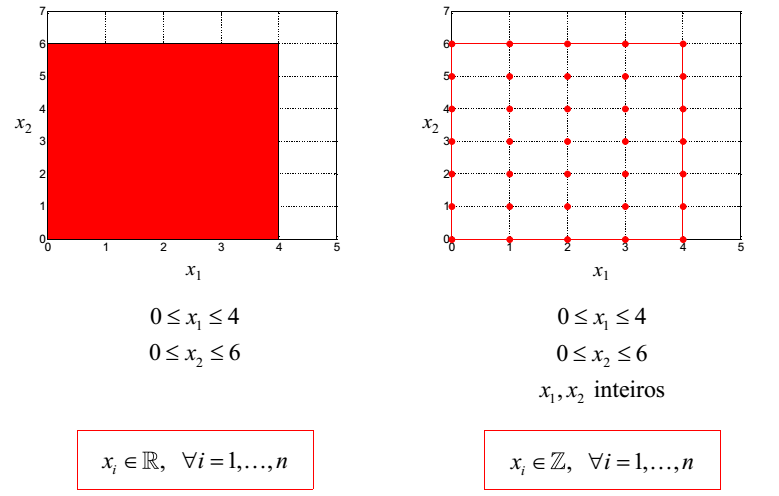 7
6
5
4
x₂
3
2
1
0
0 1 2 3 4 5
x₁
0 ≤ x₁ ≤ 4
0 ≤ x₂ ≤ 6
xᵢ ∈ ℝ, ∀i = 1,…,n
7
6
5
4
x₂
3
2
1
0
0 1 2 3 4 5
x₁
0 ≤ x₁ ≤ 4
0 ≤ x₂ ≤ 6
x₁, x₂ inteiros
xᵢ ∈ ℤ, ∀i = 1,…,n